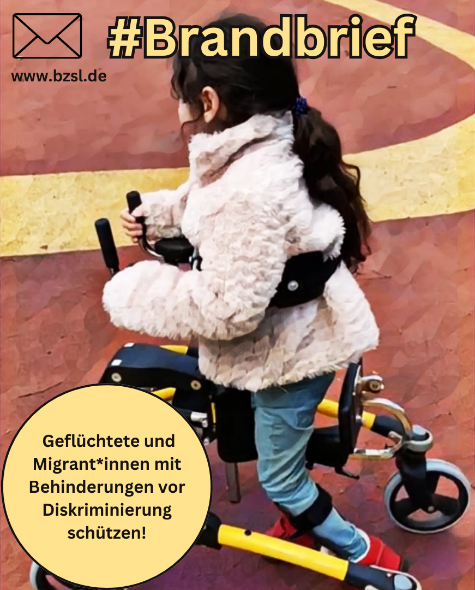 #Brandbrief
www.bzsl.de
Geflüchtete und
Migrant*innen mit
Behinderungen vor
Diskriminierung
schützen!